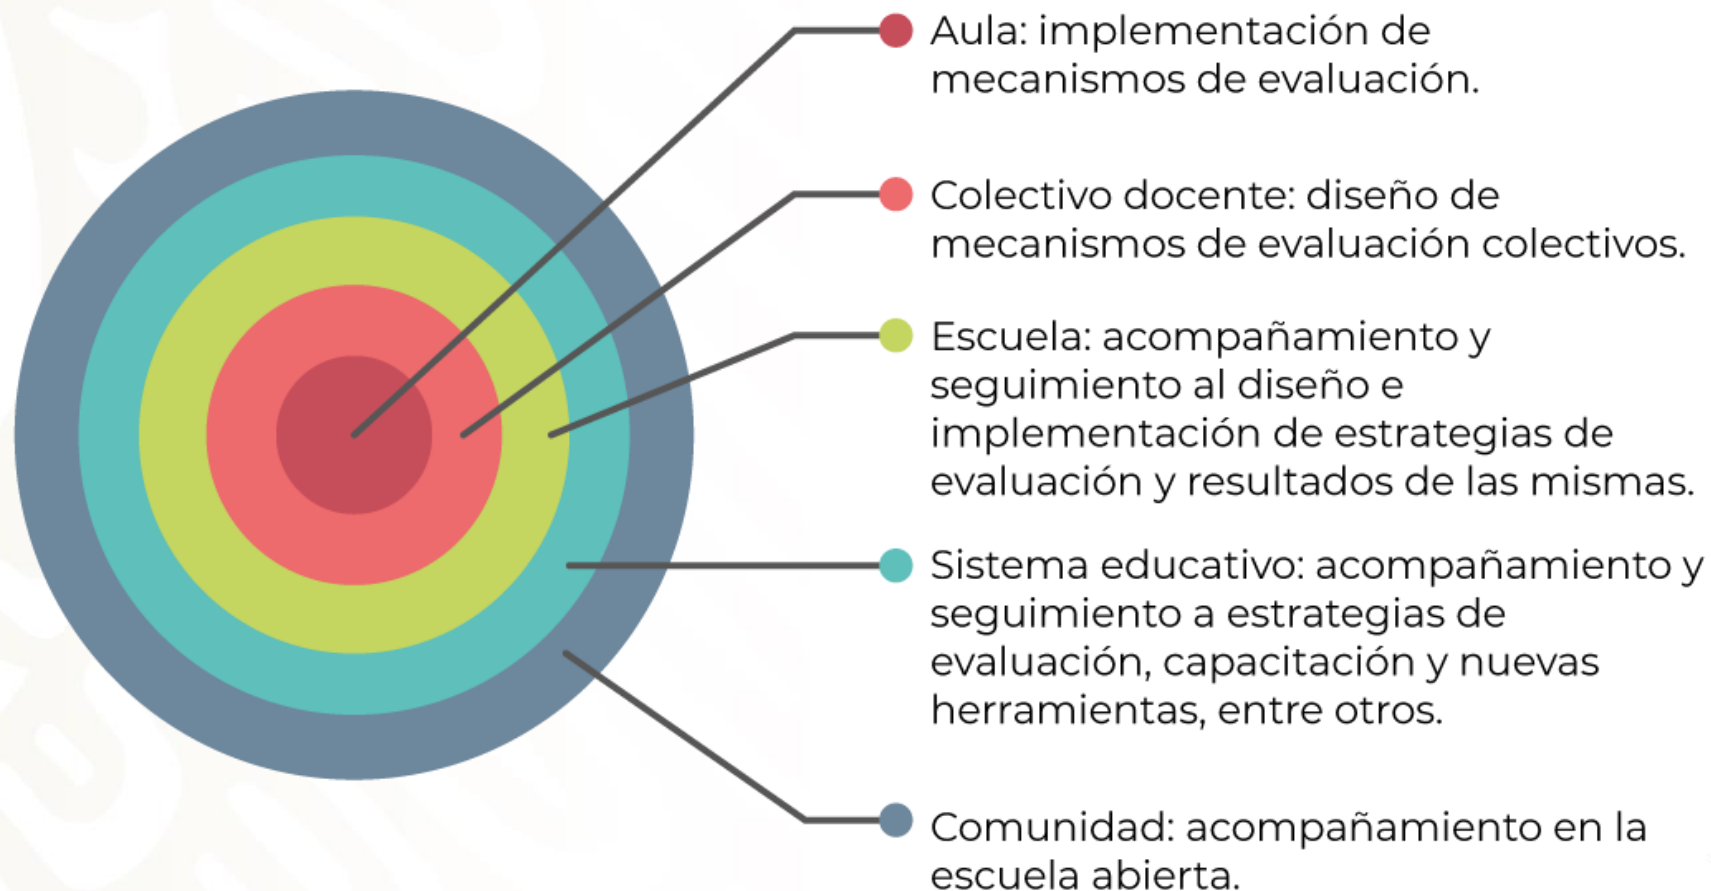 Aula: implementación de
mecanismos de evaluación.
Colectivo docente: diseño de
mecanismos de evaluación colectivos.
Escuela: acompañamiento y
seguimiento al diseño e
implementación de estrategias de
evaluación y resultados de las mismas.
Sistema educativo: acompañamiento y
seguimiento a estrategias de
evaluación, capacitación y nuevas
herramientas, entre otros.
Comunidad: acompañamiento en la
escuela abierta.